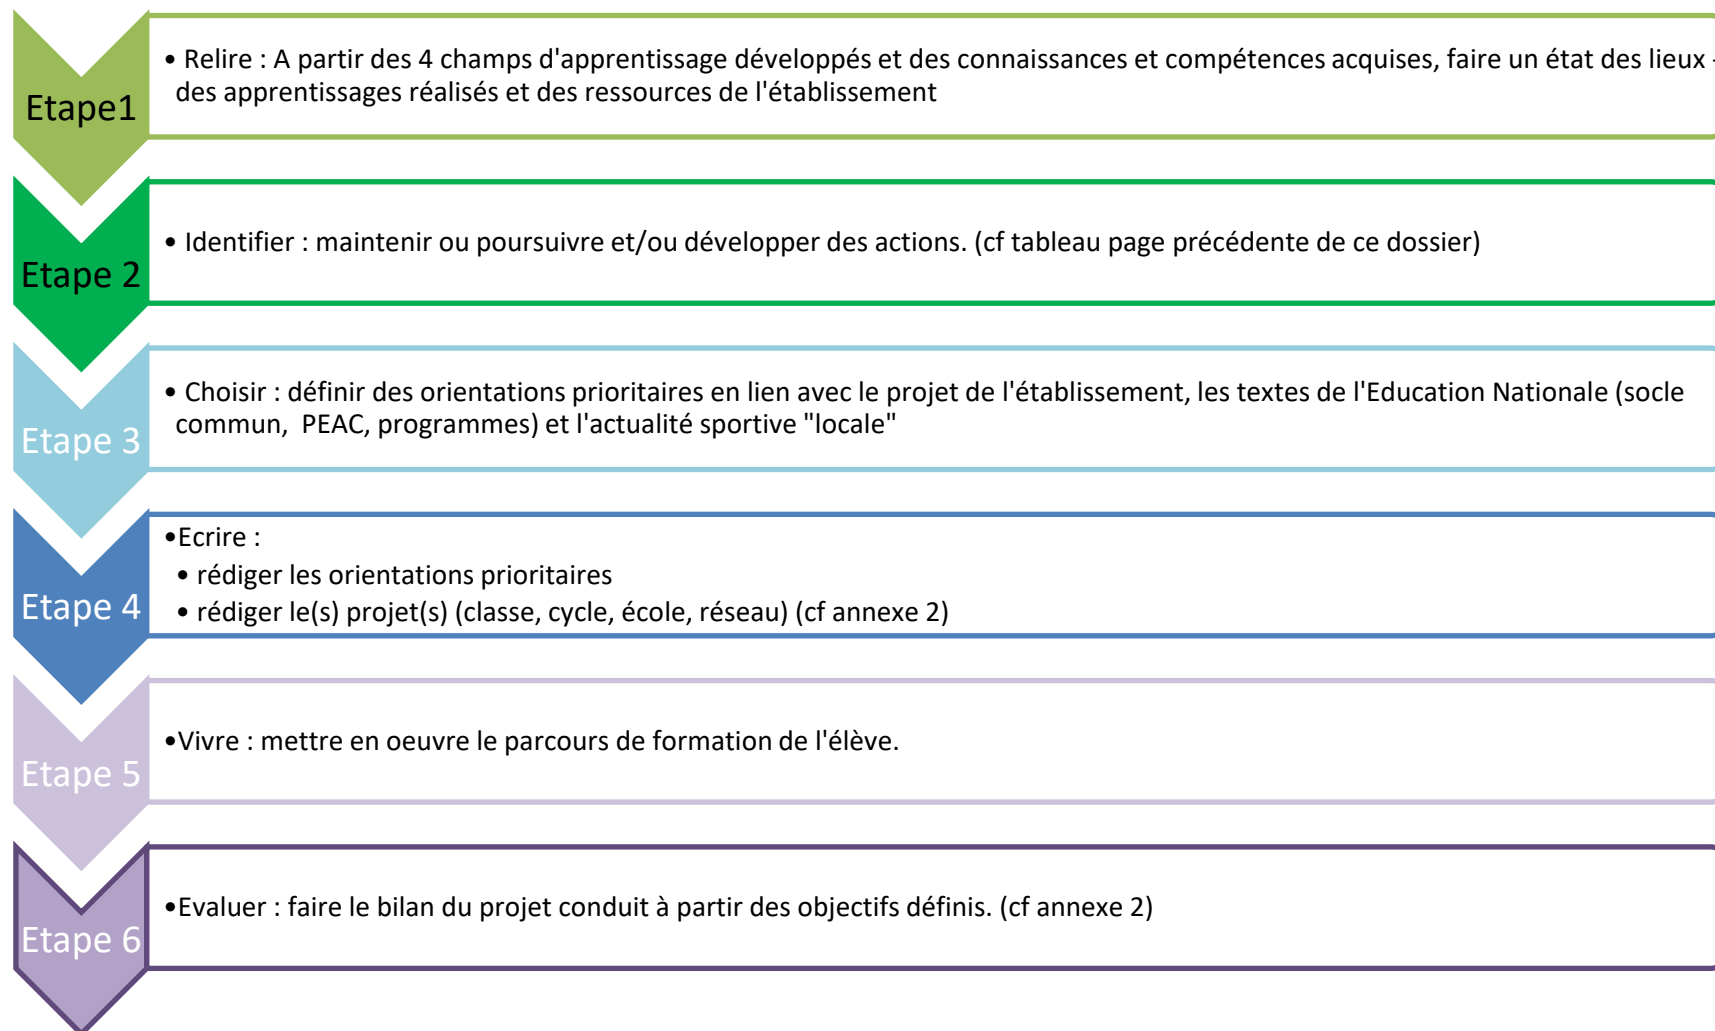 Etape1
• Relire : A partir des 4 champs d'apprentissage développés et des connaissances et compétences acquises, faire un état des lieux -
des apprentissages réalisés et des ressources de l'établissement
Etape 2
• Identifier : maintenir ou poursuivre et/ou développer des actions. (cf tableau page précédente de ce dossier)
Etape 3
• Choisir : définir des orientations prioritaires en lien avec le projet de l'établissement, les textes de l'Education Nationale (socle
commun, PEAC, programmes) et l'actualité sportive "locale"
Etape 4
•Ecrire :
• rédiger les orientations prioritaires
• rédiger le(s) projet(s) (classe, cycle, école, réseau) (cf annexe 2)
Etape 5
•Vivre : mettre en oeuvre le parcours de formation de l'élève.
Etape 6
•Evaluer : faire le bilan du projet conduit à partir des objectifs définis. (cf annexe 2)